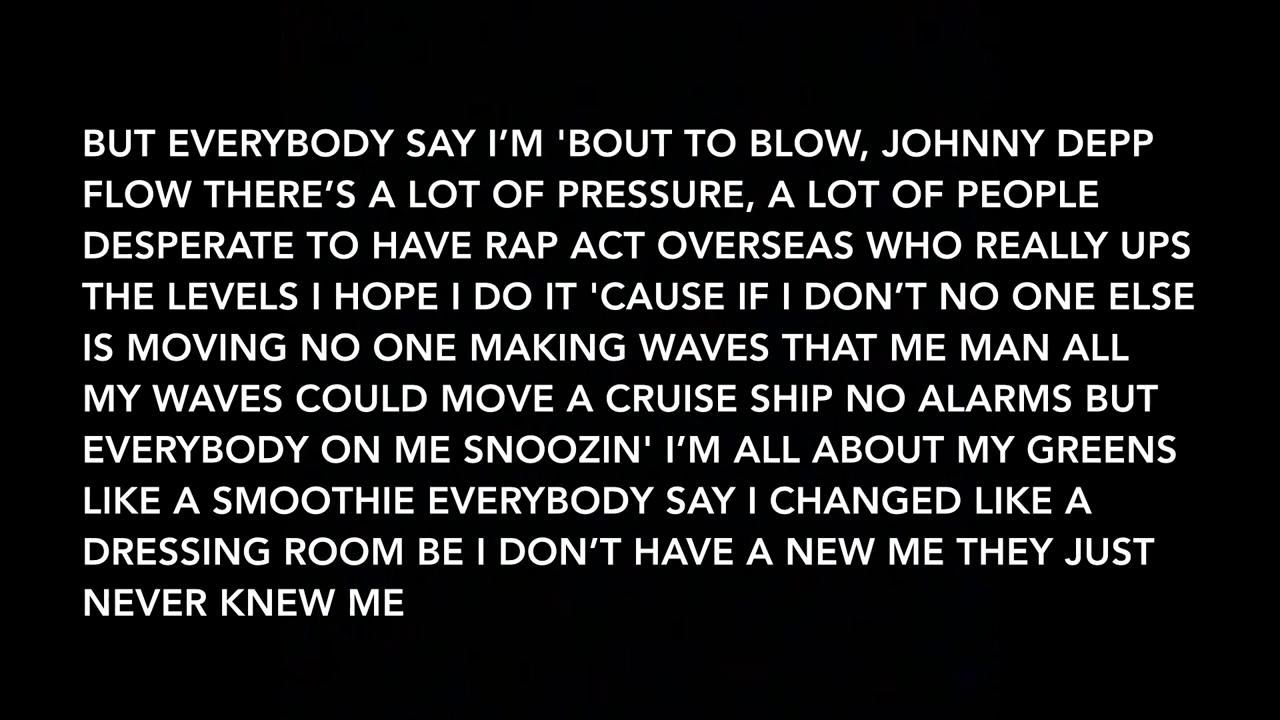 BUT EVERYBODY SAY I’M 'BOUT TO BLOW, JOHNNY DEPP
FLOW THERE’S A LOT OF PRESSURE, A LOT OF PEOPLE
DESPERATE TO HAVE RAP ACT OVERSEAS WHO REALLY UPS
THE LEVELS I HOPE I DO IT 'CAUSE IF I DON’T NO ONE ELSE
IS MOVING NO ONE MAKING WAVES THAT ME MAN ALL
MY WAVES COULD MOVE A CRUISE SHIP NO ALARMS BUT
EVERYBODY ON ME SNOOZIN' I’M ALL ABOUT MY GREENS
LIKE A SMOOTHIE EVERYBODY SAY I CHANGED LIKE A
DRESSING ROOM BE I DON’T HAVE A NEW ME THEY JUST
NEVER KNEW ME